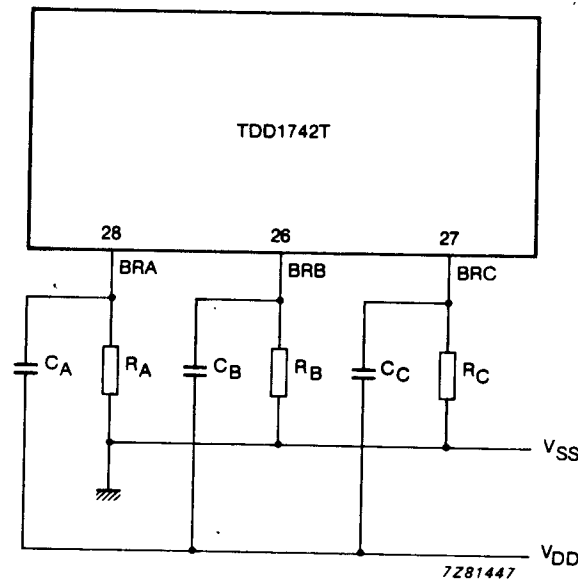 TDD1742T
28 26 27
BRA BRB BRC
C_A R_A C_B R_B C_C R_C
V_SS
V_DD
7Z81447